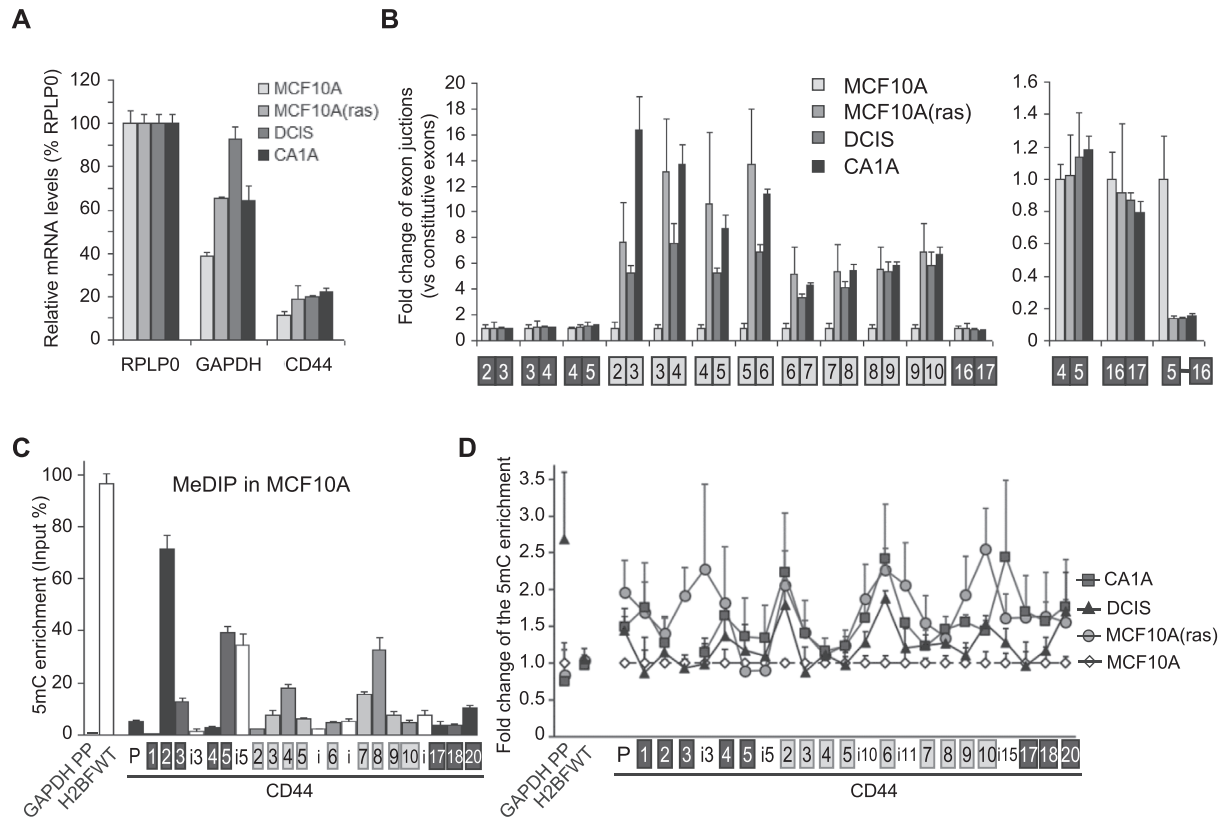 A
Relative mRNA levels (% RPLP0)
120
100
80
60
40
20
0
MCF10A
MCF10A(ras)
DCIS
CA1A
RPLP0 GAPDH CD44
B
Fold change of exon juctions
(vs constitutive exons)
20
18
16
14
12
10
8
6
4
2
0
MCF10A
MCF10A(ras)
DCIS
CA1A
2 3 3 4 4 5 2 3 3 4 4 5 5 6 6 7 7 8 8 9 9 10 16 17
1.6
1.4
1.2
1.0
0.8
0.6
0.4
0.2
0
4 5 16 17 5 16
C
5mC enrichment (Input %)
100
80
60
40
20
0
MeDIP in MCF10A
GAPDH PP
H2BFWT
P 1 2 3 i3 4 5 i5 2 3 4 5 i 6 i 7 8 9 10 i 17 18 20
CD44
D
Fold change of the 5mC enrichment
3.5
3.0
2.5
2.0
1.5
1.0
0.5
0
CA1A
DCIS
MCF10A(ras)
MCF10A
GAPDH PP
H2BFWT
P 1 2 3 i3 4 5 i5 2 3 4 5 i10 6 i11 7 8 9 10 i15 17 18 20
CD44